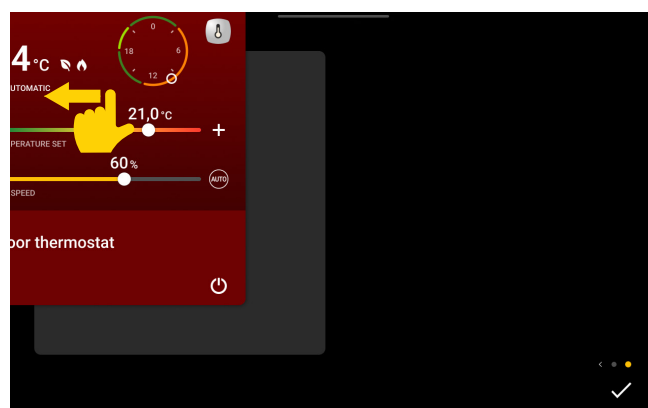 0
18
6
4°C
12
UTOMATIC
21,0°C
+
PERATURE SET
60%
AUTO
SPEED
oor thermostat